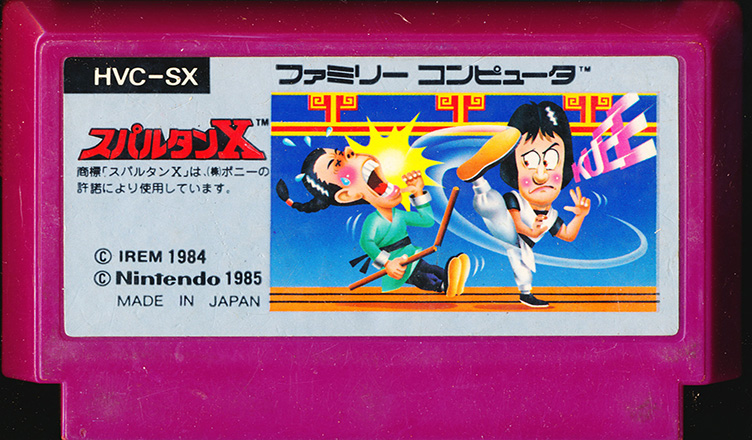 HVC-SX
ファミリー コンピュータ™
スパルタンX™
商標「スパルタンX」は、(株)ポニーの
許諾により使用しています。
© IREM 1984
© Nintendo 1985
MADE IN JAPAN